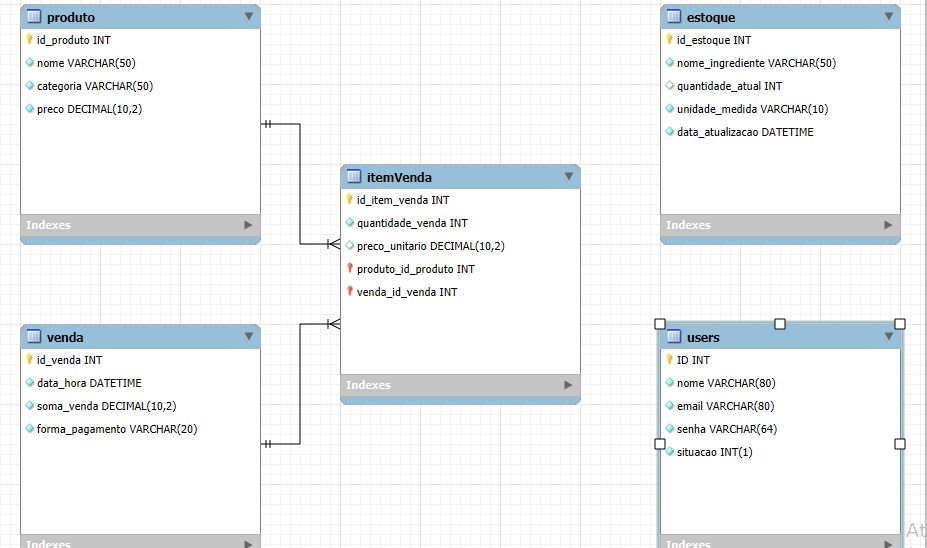 produto
id_produto INT
nome VARCHAR(50)
categoria VARCHAR(50)
preco DECIMAL(10,2)
Indexes
estoque
id_estoque INT
nome_ingrediente VARCHAR(50)
quantidade_atual INT
unidade_medida VARCHAR(10)
data_atualizacao DATETIME
Indexes
itemVenda
id_item_venda INT
quantidade_venda INT
preco_unitario DECIMAL(10,2)
produto_id_produto INT
venda_id_venda INT
Indexes
venda
id_venda INT
data_hora DATETIME
soma_venda DECIMAL(10,2)
forma_pagamento VARCHAR(20)
Indexes
users
ID INT
nome VARCHAR(80)
email VARCHAR(80)
senha VARCHAR(64)
situacao INT(1)
Indexes
At